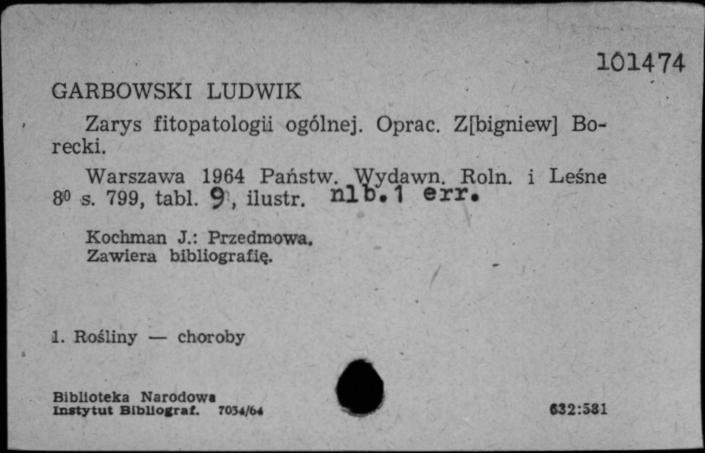 101474
GARBOWSKI LUDWIK
Zarys fitopatologii ogólnej. Oprac. Z[bigniew] Bo-
recki.
Warszawa 1964 Państw. Wydawn. Roln. i Leśne
8⁰ s. 799, tabl. 9, ilustr. nlb.1 err.
Kochman J.: Przedmowa.
Zawiera bibliografię.
1. Rośliny — choroby
Biblioteka Narodowa
Instytut Bibliograf. 7034/64
632:581